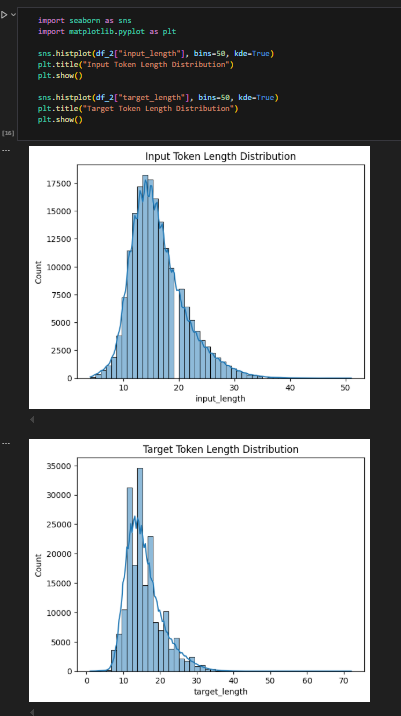 import seaborn as sns
import matplotlib.pyplot as plt
sns.histplot(df_2["input_length"], bins=50, kde=True)
plt.title("Input Token Length Distribution")
plt.show()
sns.histplot(df_2["target_length"], bins=50, kde=True)
plt.title("Target Token Length Distribution")
plt.show()
[16]
...
Input Token Length Distribution
17500
15000
12500
10000
7500
5000
2500
0
Count
10 20 30 40 50
input_length
...
Target Token Length Distribution
35000
30000
25000
20000
15000
10000
5000
0
Count
0 10 20 30 40 50 60 70
target_length